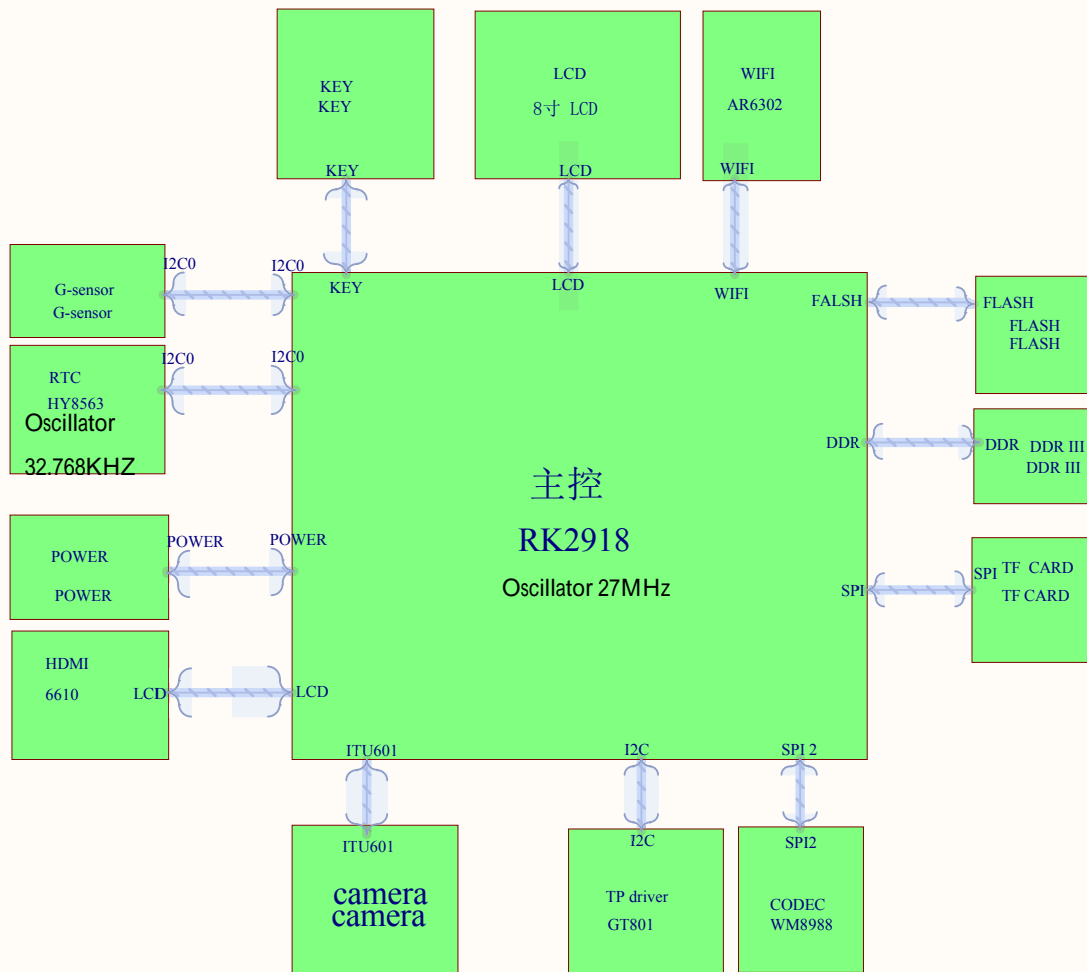 KEY
KEY
KEY
LCD
8寸 LCD
LCD
WIFI
AR6302
WIFI
I2C0
I2C0
G-sensor
G-sensor
KEY
LCD
WIFI
FALSH
FLASH
FLASH
FLASH
I2C0
I2C0
RTC
HY8563
Oscillator
32.768KHZ
DDR
DDR
DDR III
DDR III
主控
RK2918
Oscillator 27MHz
POWER
POWER
POWER
POWER
SPI
SPI
TF CARD
TF CARD
HDMI
6610
LCD
LCD
ITU601
I2C
SPI 2
ITU601
camera
camera
I2C
TP driver
GT801
SPI2
CODEC
WM8988